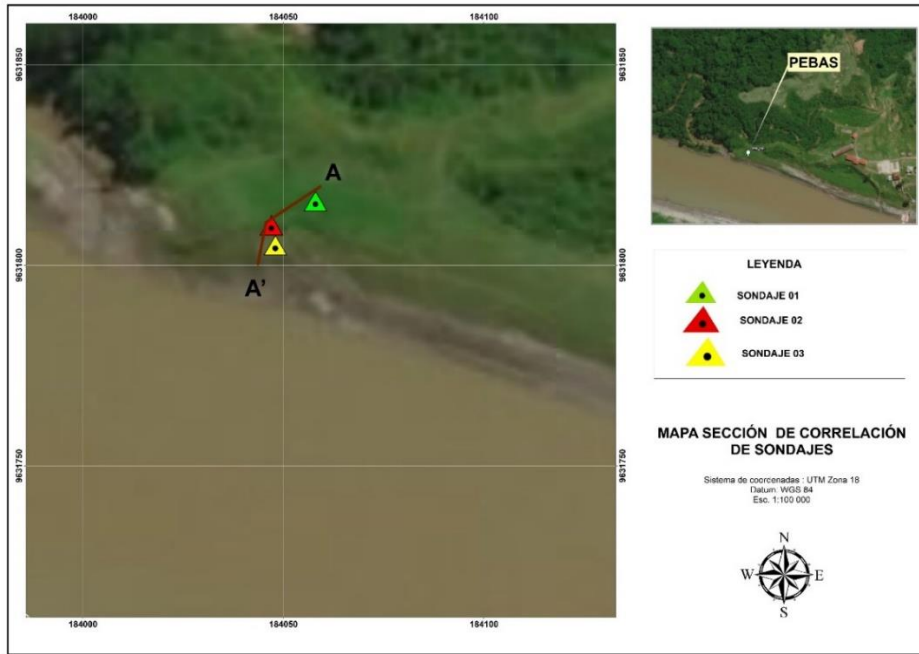 184000 184050 184100
9631850 9631850
9631800 9631800
9631750 9631750
A
A'
184000 184050 184100
PEBAS
LEYENDA
SONDAJE 01
SONDAJE 02
SONDAJE 03
MAPA SECCIÓN DE CORRELACIÓN
DE SONDAJES
Sistema de coorcenadas : UTM Zona 18
Datum: WGS 84
Esc. 1:100 000
N
W E
S